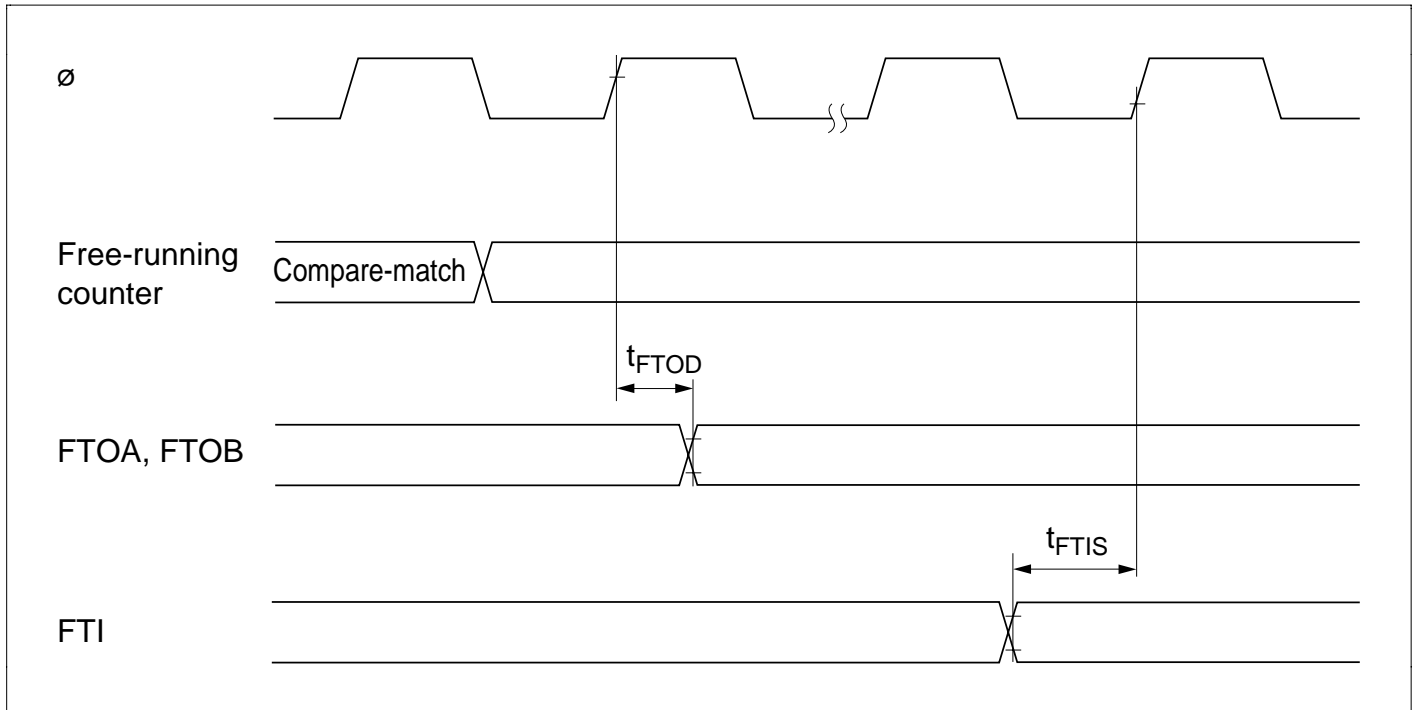 ø
Free-running
counter
Compare-match
tFTOD
FTOA, FTOB
tFTIS
FTI